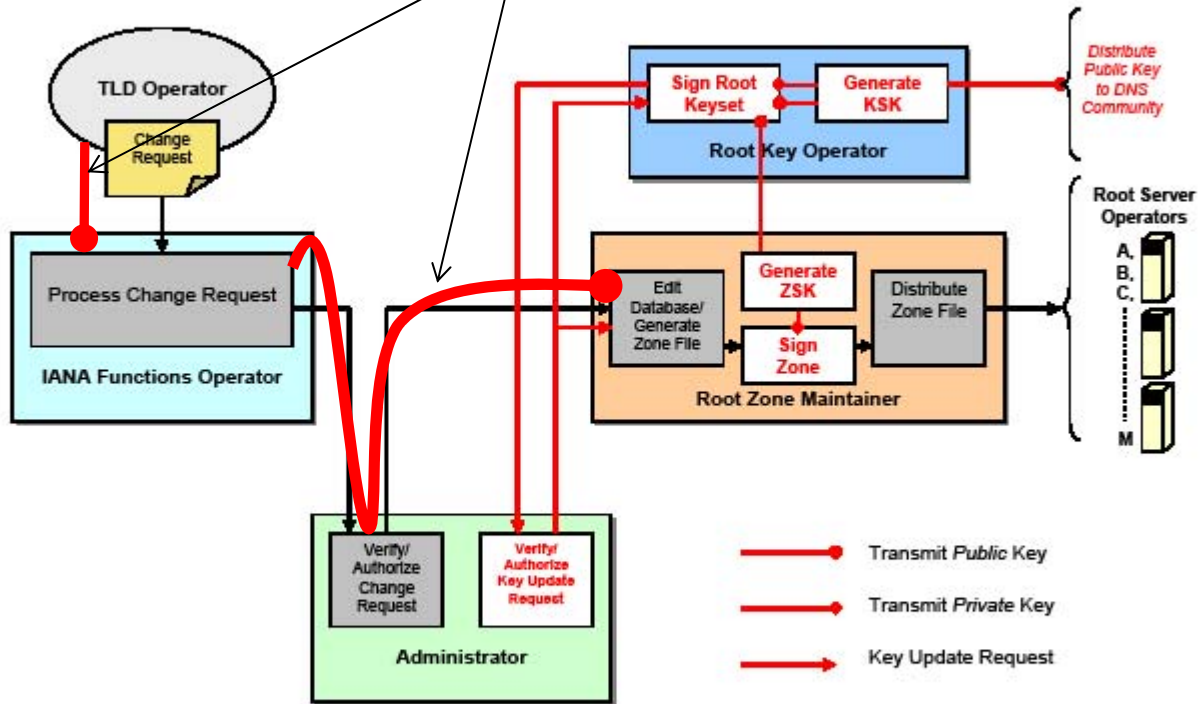 TLD Operator
Change
Request
Process Change Request
IANA Functions Operator
Sign Root
Keyset
Generate
KSK
Root Key Operator
Distribute
Public Key
to DNS
Community
Root Server
Operators
A,
B,
C,
M
Edit
Database/
Generate
Zone File
Generate
ZSK
Sign
Zone
Distribute
Zone File
Root Zone Maintainer
Verify/
Authorize
Change
Request
Verify/
Authorize
Key Update
Request
Administrator
Transmit Public Key
Transmit Private Key
Key Update Request